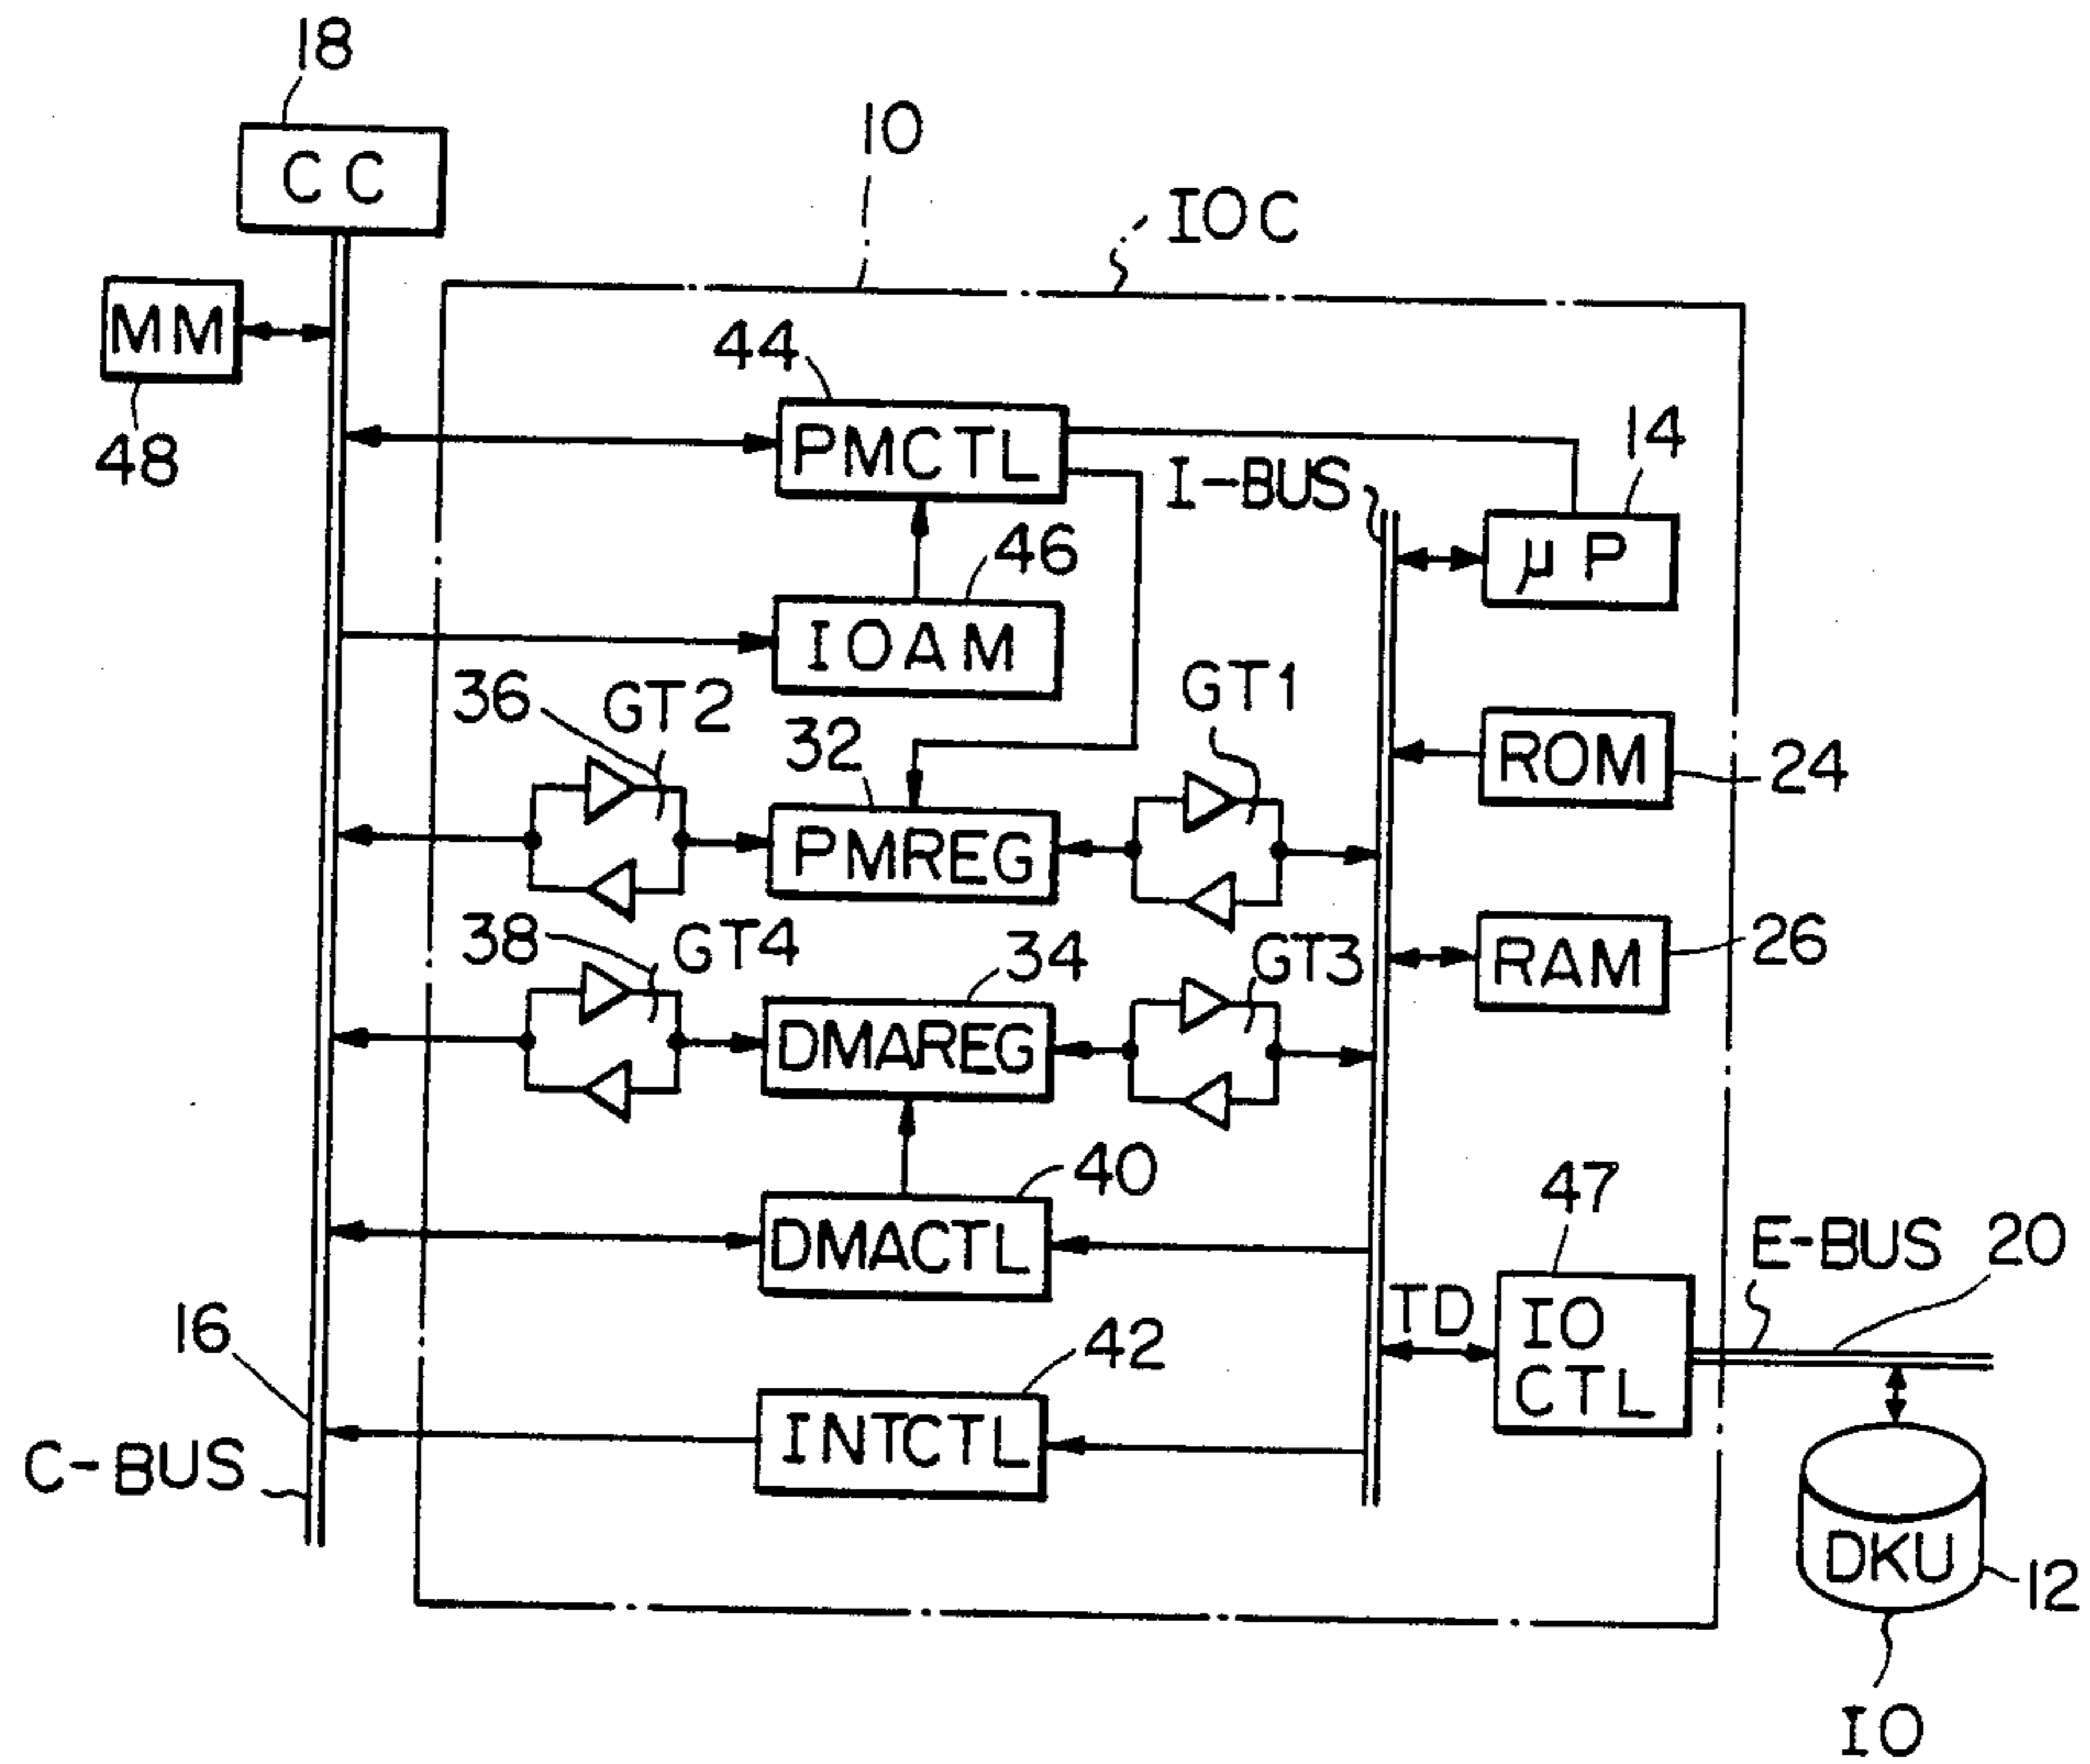 18
CC
10
IOC
MM
48
44
PMCTL
14
I-BUS
μP
46
IOAM
36
GT2
GT1
32
ROM
24
PMREG
38
GT4
34
GT3
RAM
26
DMAREG
40
DMACTL
47
E-BUS
20
TD
IO
CTL
16
42
INTCTL
C-BUS
DKU
12
IO